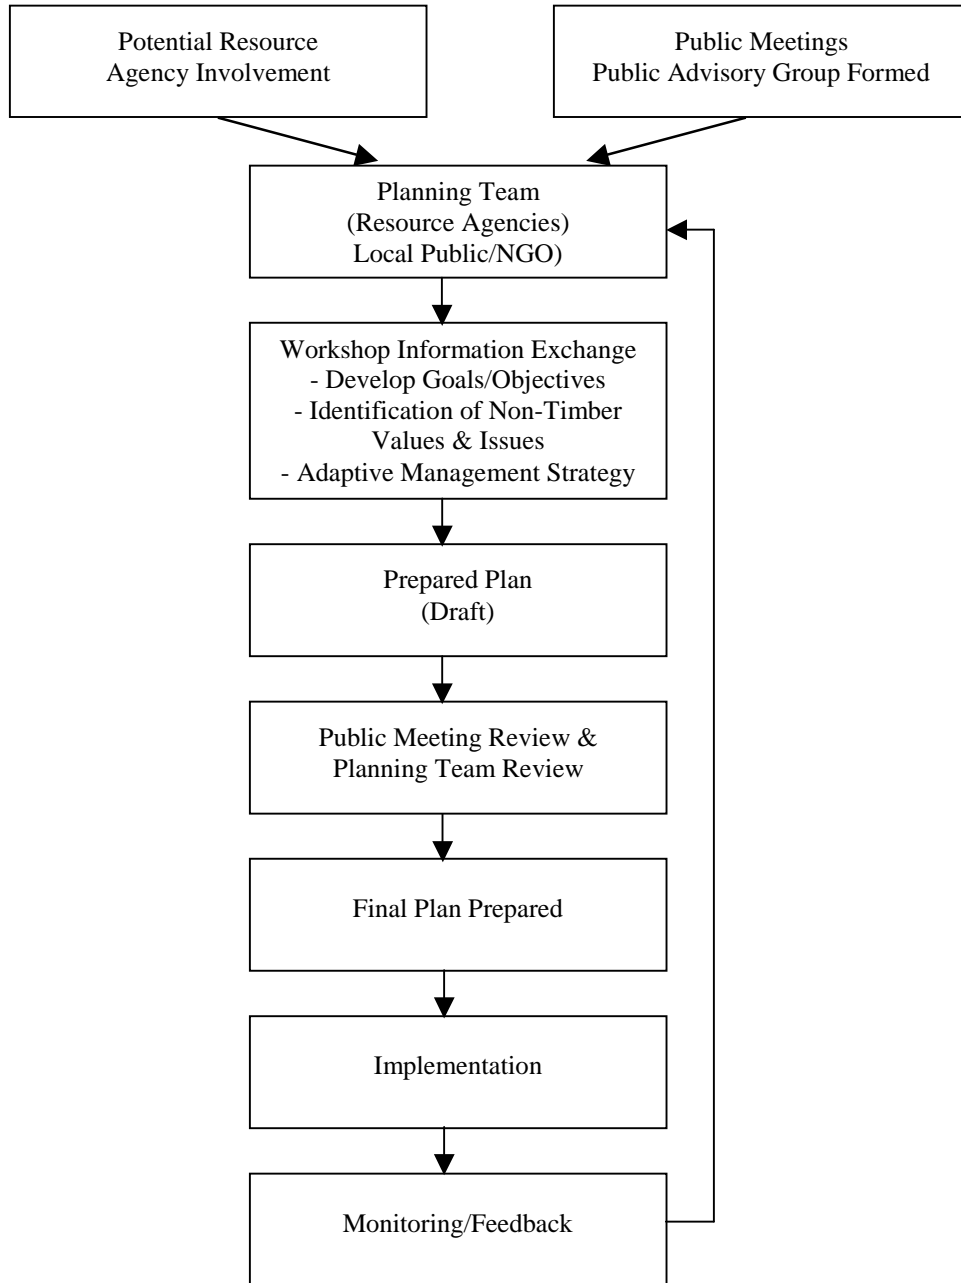 Potential Resource
Agency Involvement
Public Meetings
Public Advisory Group Formed
Planning Team
(Resource Agencies)
Local Public/NGO)
Workshop Information Exchange
- Develop Goals/Objectives
- Identification of Non-Timber
Values & Issues
- Adaptive Management Strategy
Prepared Plan
(Draft)
Public Meeting Review &
Planning Team Review
Final Plan Prepared
Implementation
Monitoring/Feedback